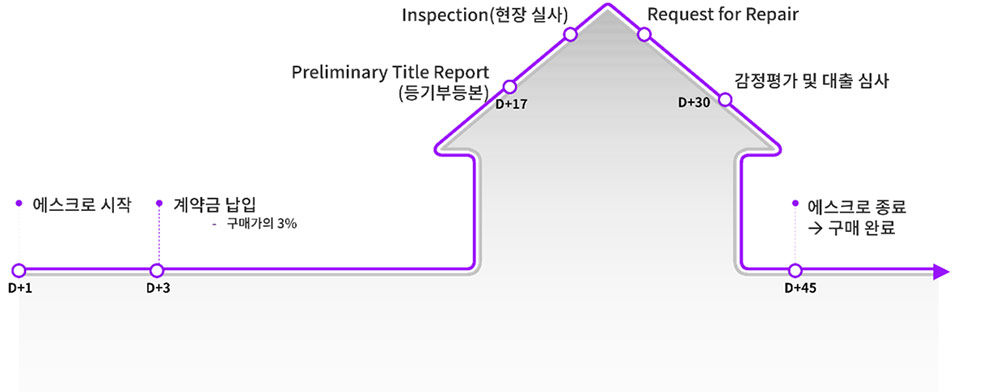 Inspection(현장 실사)
Request for Repair
Preliminary Title Report
(등기부등본)
D+17
감정평가 및 대출 심사
D+30
에스크로 시작
계약금 납입
- 구매가의 3%
에스크로 종료
→ 구매 완료
D+1
D+3
D+45